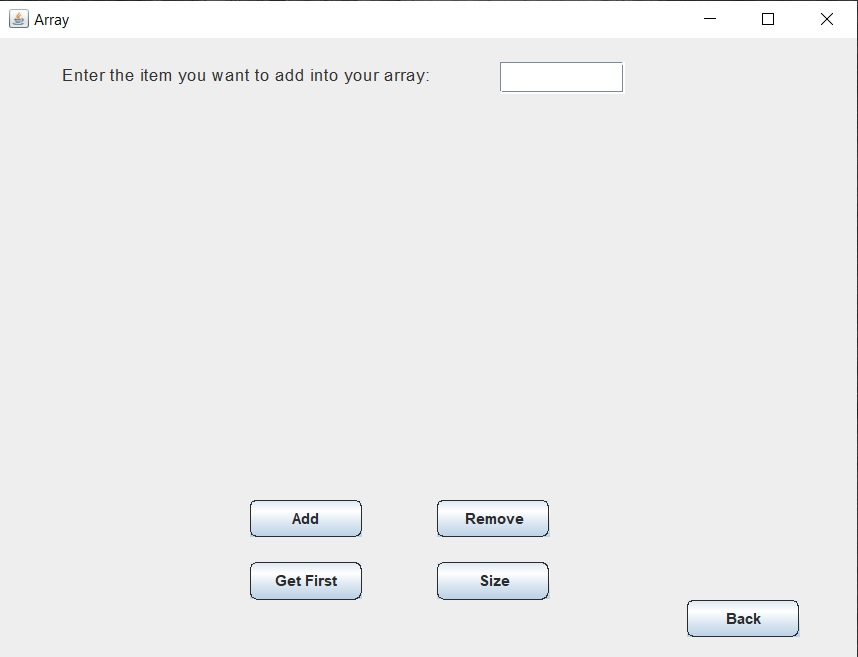 Array
Enter the item you want to add into your array:
Add Remove
Get First Size
Back